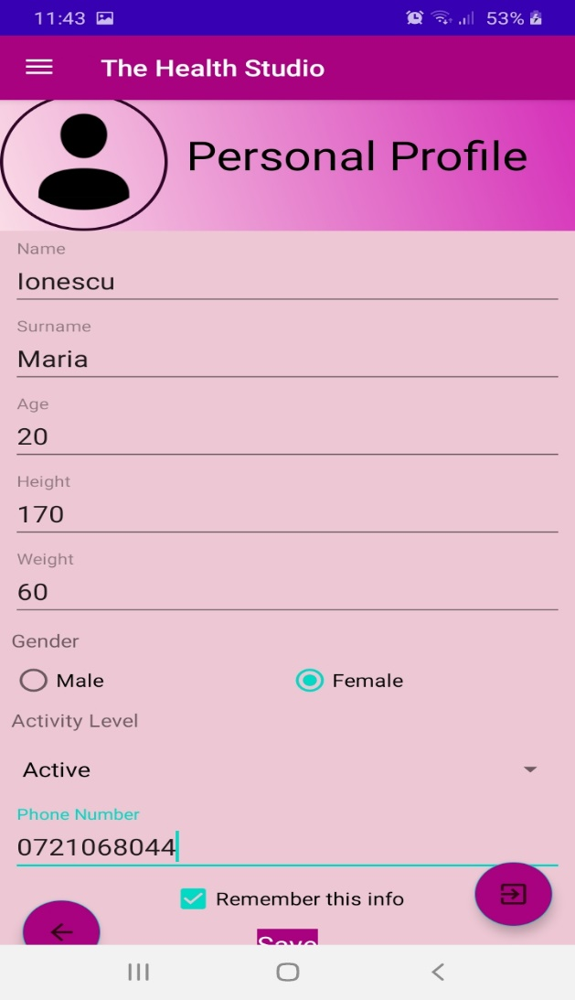 11:43 53%
The Health Studio
Personal Profile
Name
Ionescu
Surname
Maria
Age
20
Height
170
Weight
60
Gender
Male Female
Activity Level
Active
Phone Number
0721068044
Remember this info
Save